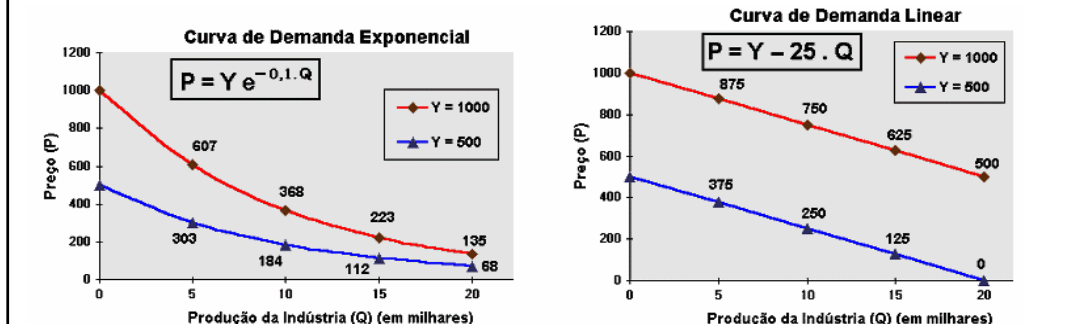 Curva de Demanda Exponencial
P = Y e^{– 0,1. Q}
Preço (P)
1200
1000
800
600
400
200
0
607
368
223
135
303
184
112
68
Y = 1000
Y = 500
0 5 10 15 20
Produção da Indústria (Q) (em milhares)
Curva de Demanda Linear
P = Y – 25 . Q
Preço (P)
1200
1000
800
600
400
200
0
875
750
625
500
375
250
125
0
Y = 1000
Y = 500
0 5 10 15 20
Produção da Indústria (Q) (em milhares)